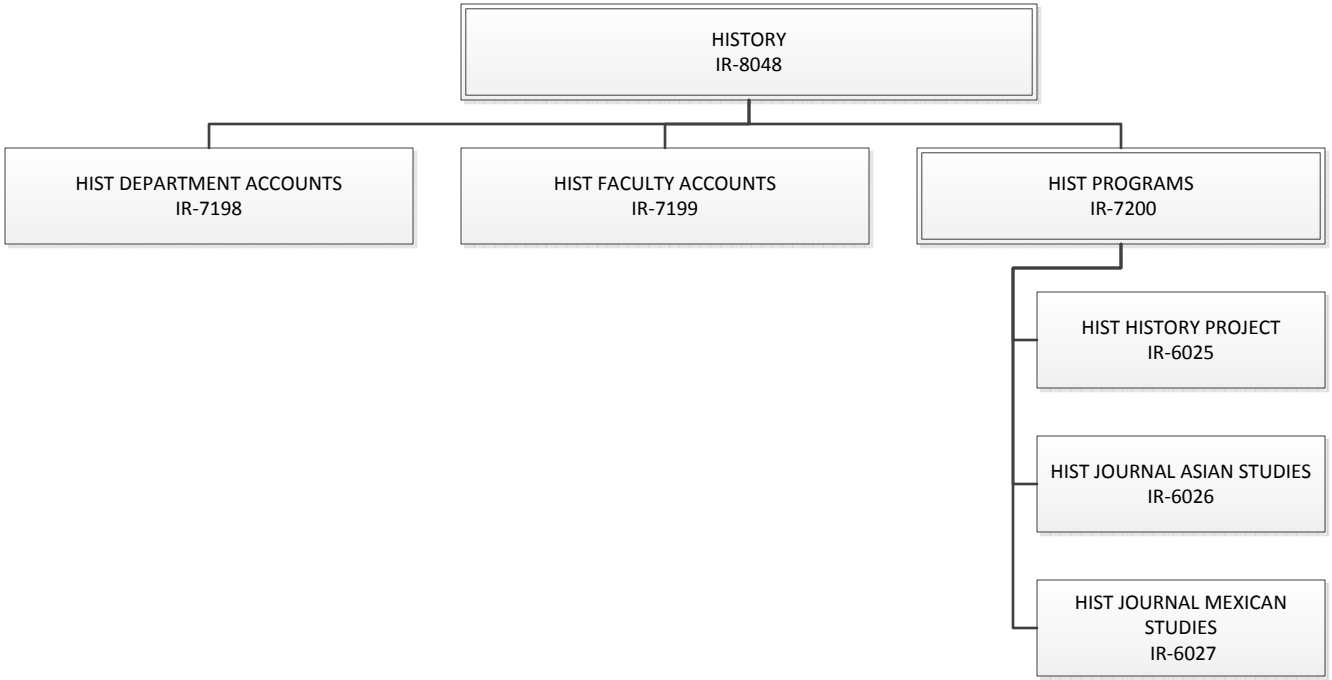 HISTORY
IR-8048
HIST DEPARTMENT ACCOUNTS
IR-7198
HIST FACULTY ACCOUNTS
IR-7199
HIST PROGRAMS
IR-7200
HIST HISTORY PROJECT
IR-6025
HIST JOURNAL ASIAN STUDIES
IR-6026
HIST JOURNAL MEXICAN
STUDIES
IR-6027